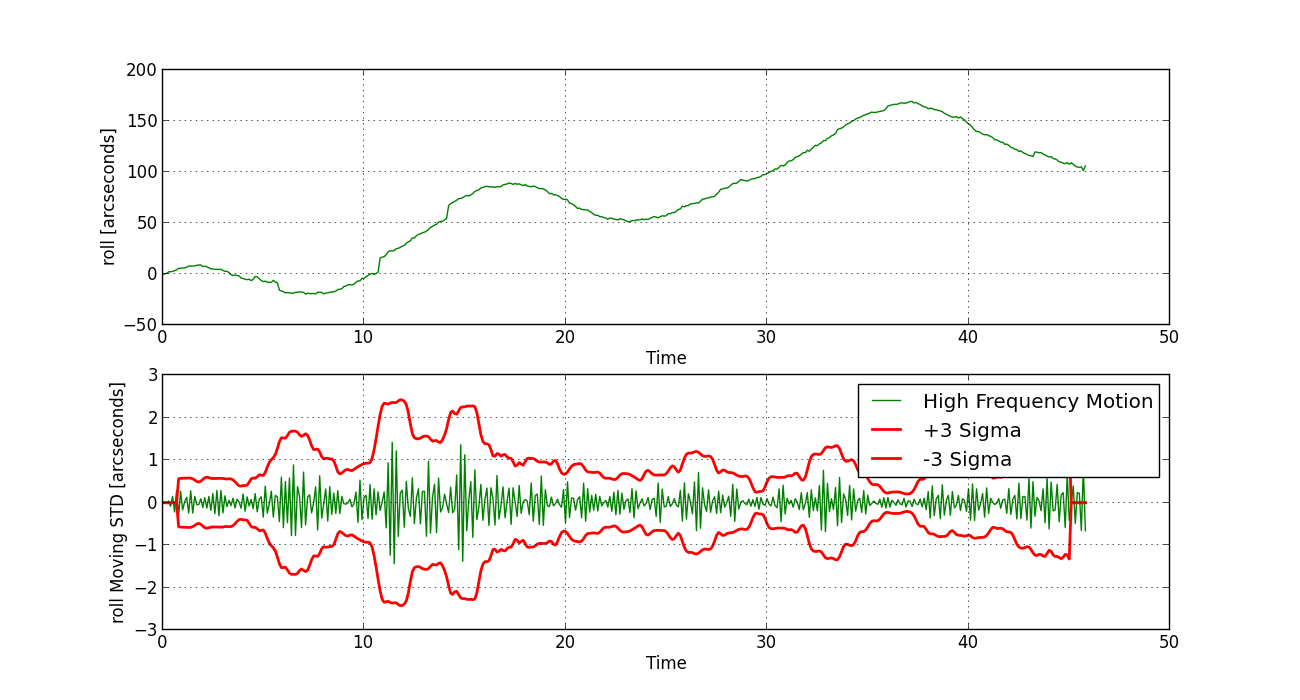 200
150
100
50
0
−50
roll [arcseconds]
0 10 20 30 40 50
Time
3
2
1
0
−1
−2
−3
roll Moving STD [arcseconds]
High Frequency Motion
+3 Sigma
-3 Sigma
0 10 20 30 40 50
Time